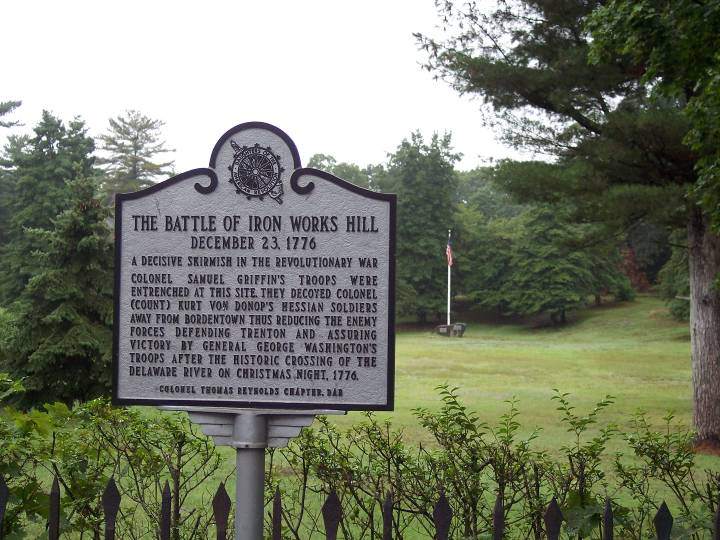 THE BATTLE OF IRON WORKS HILL
DECEMBER 23, 1776
A DECISIVE SKIRMISH IN THE REVOLUTIONARY WAR
COLONEL SAMUEL GRIFFIN'S TROOPS WERE
ENTRENCHED AT THIS SITE. THEY DECOYED COLONEL
(COUNT) KURT VON DONOP'S HESSIAN SOLDIERS
AWAY FROM BORDENTOWN THUS REDUCING THE ENEMY
FORCES DEFENDING TRENTON AND ASSURING
VICTORY BY GENERAL GEORGE WASHINGTON'S
TROOPS AFTER THE HISTORIC CROSSING OF THE
DELAWARE RIVER ON CHRISTMAS NIGHT, 1776.
COLONEL THOMAS REYNOLDS CHAPTER, DAR